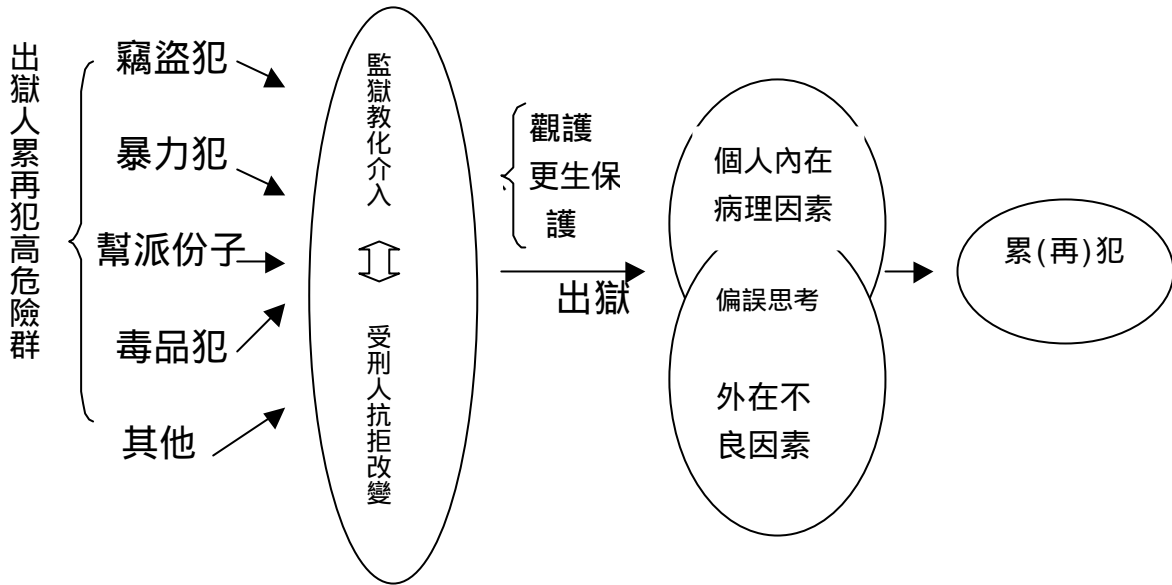 出獄人累再犯高危險群
竊盜犯
暴力犯
幫派份子
毒品犯
其他
監獄教化介入
受刑人抗拒改變
觀護
更生保
護
出獄
個人內在
病理因素
偏誤思考
外在不
良因素
累(再)犯